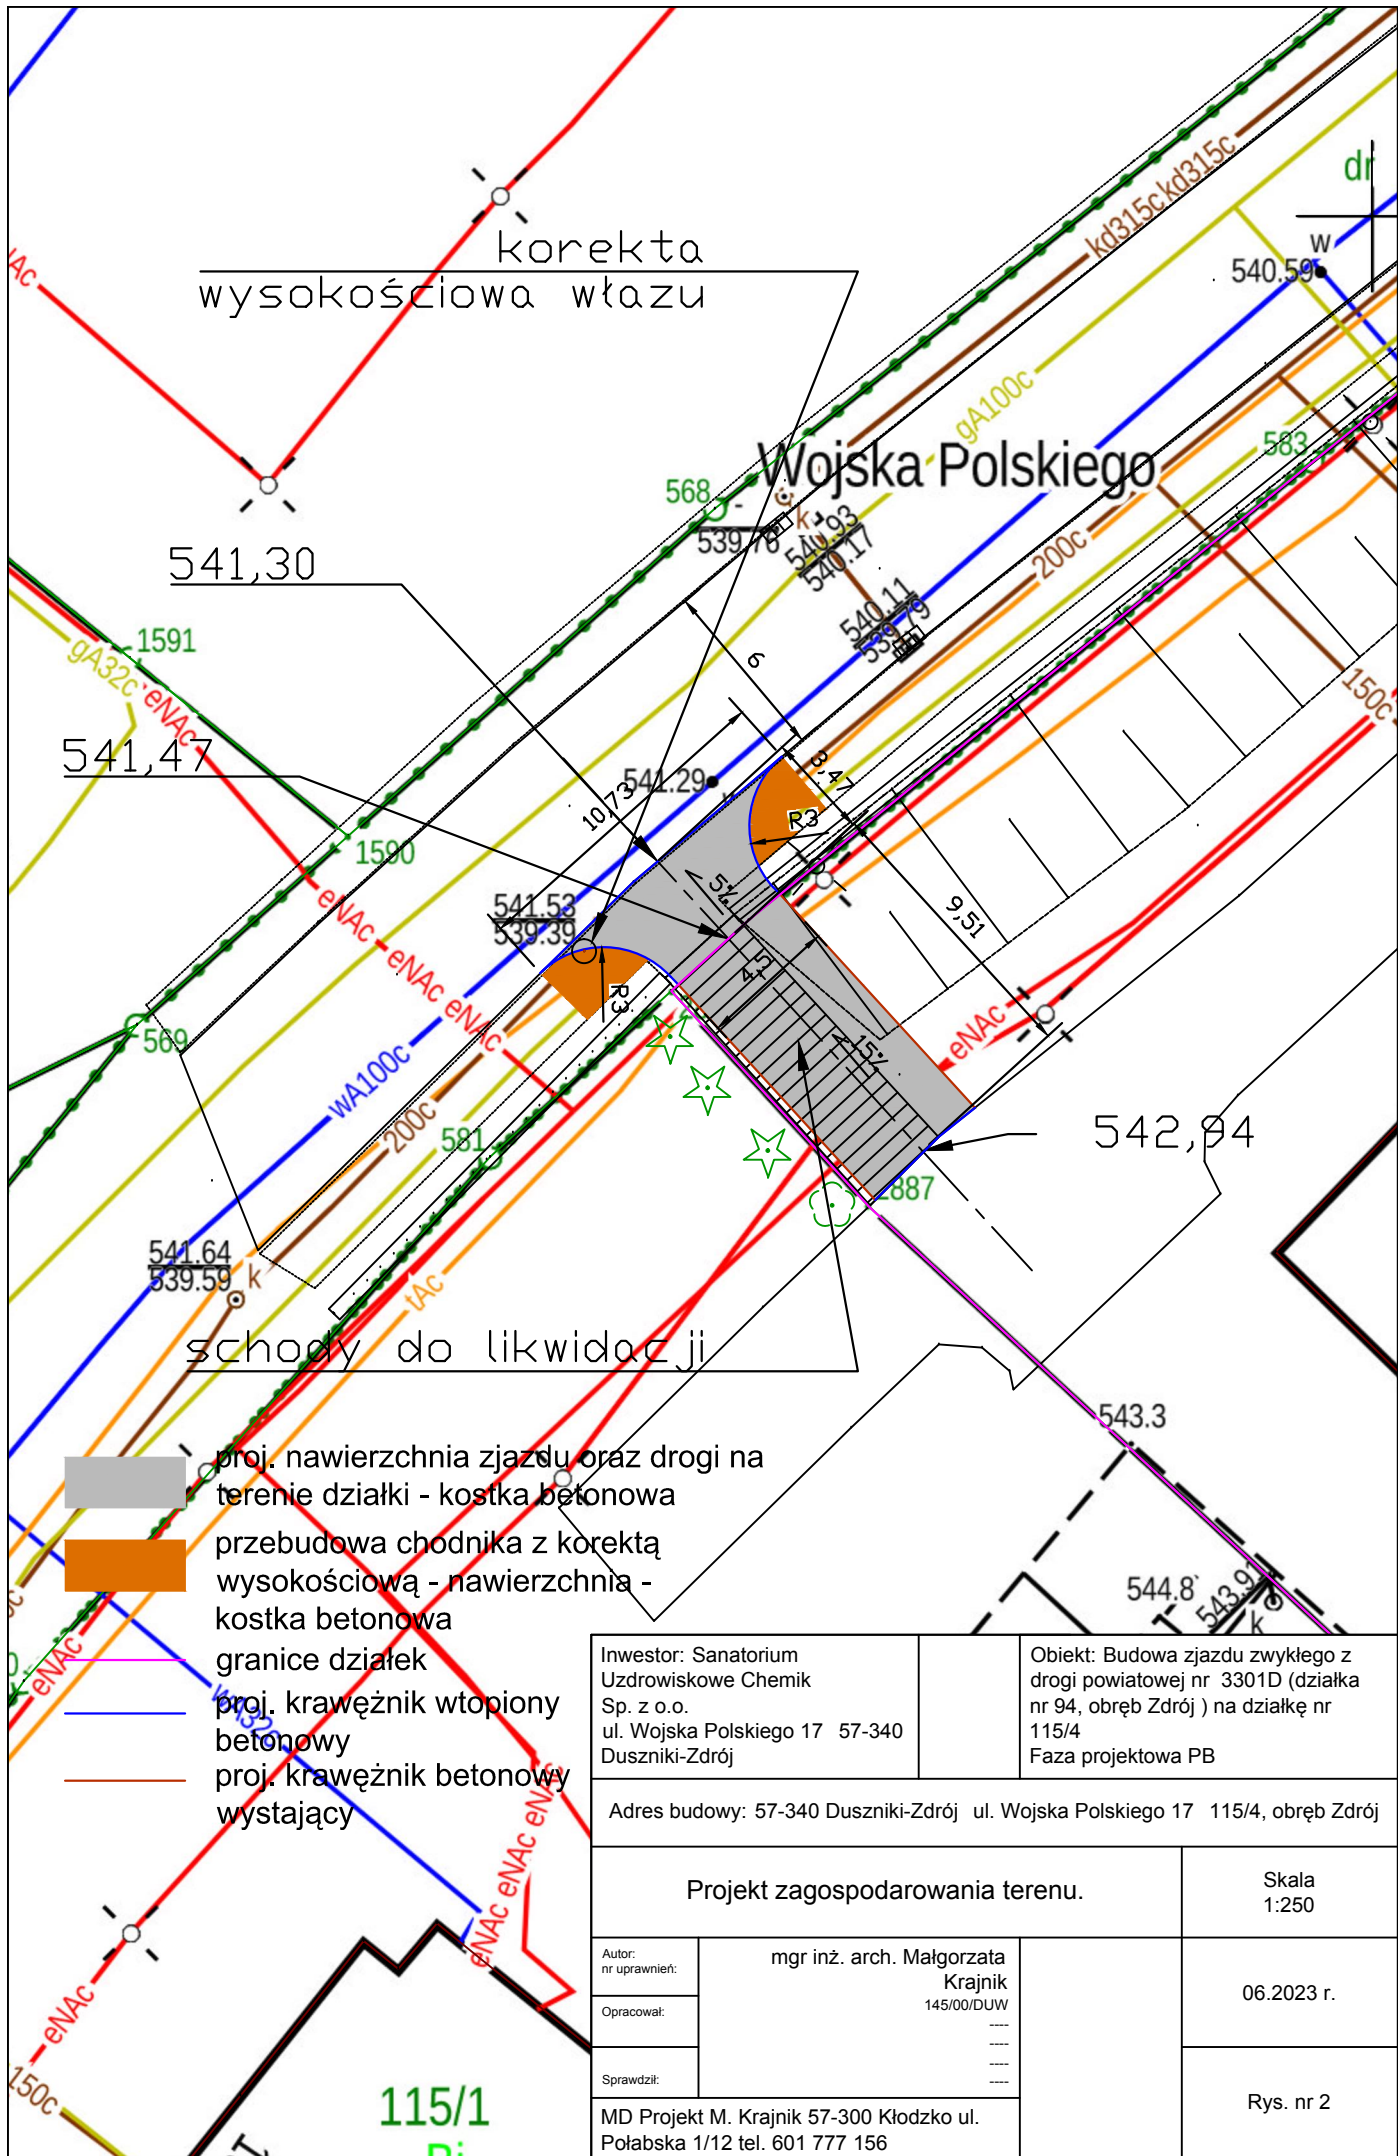 korekta
wysokościowa włazu
dr
w
540.59
kd315c
kd315c
gA100c
Wojska Polskiego
583
568
539.76
k
540.93
540.17
540.11
539.79
200c
150c
541,30
1591
gA32c
eNAc
541,47
6
541.29
10,73
3,47
R3
1590
5%
9,51
eNAc
eNAc
eNAc
541.53
539.39
4,5
R3
15%
eNAc
569
wA100c
200c
581
542,94
2887
541.64
539.59
k
tAc
schody do likwidacji
543.3
544.8
543.91
k
proj. nawierzchnia zjazdu oraz drogi na
terenie działki - kostka betonowa
przebudowa chodnika z korektą
wysokościową - nawierzchnia -
kostka betonowa
granice działek
proj. krawężnik wtopiony
betonowy
proj. krawężnik betonowy
wystający
eNAc
wA32c
eNAc
eNAc
eNAc
eNAc
150c
115/1
Inwestor: Sanatorium
Uzdrowiskowe Chemik
Sp. z o.o.
ul. Wojska Polskiego 17 57-340
Duszniki-Zdrój
Obiekt: Budowa zjazdu zwykłego z
drogi powiatowej nr 3301D (działka
nr 94, obręb Zdrój ) na działkę nr
115/4
Faza projektowa PB
Adres budowy: 57-340 Duszniki-Zdrój ul. Wojska Polskiego 17 115/4, obręb Zdrój
Projekt zagospodarowania terenu.
Skala
1:250
Autor:
nr uprawnień:
mgr inż. arch. Małgorzata
Krajnik
145/00/DUW
----
----
----
----
Opracował:
Sprawdził:
06.2023 r.
Rys. nr 2
MD Projekt M. Krajnik 57-300 Kłodzko ul.
Połabska 1/12 tel. 601 777 156